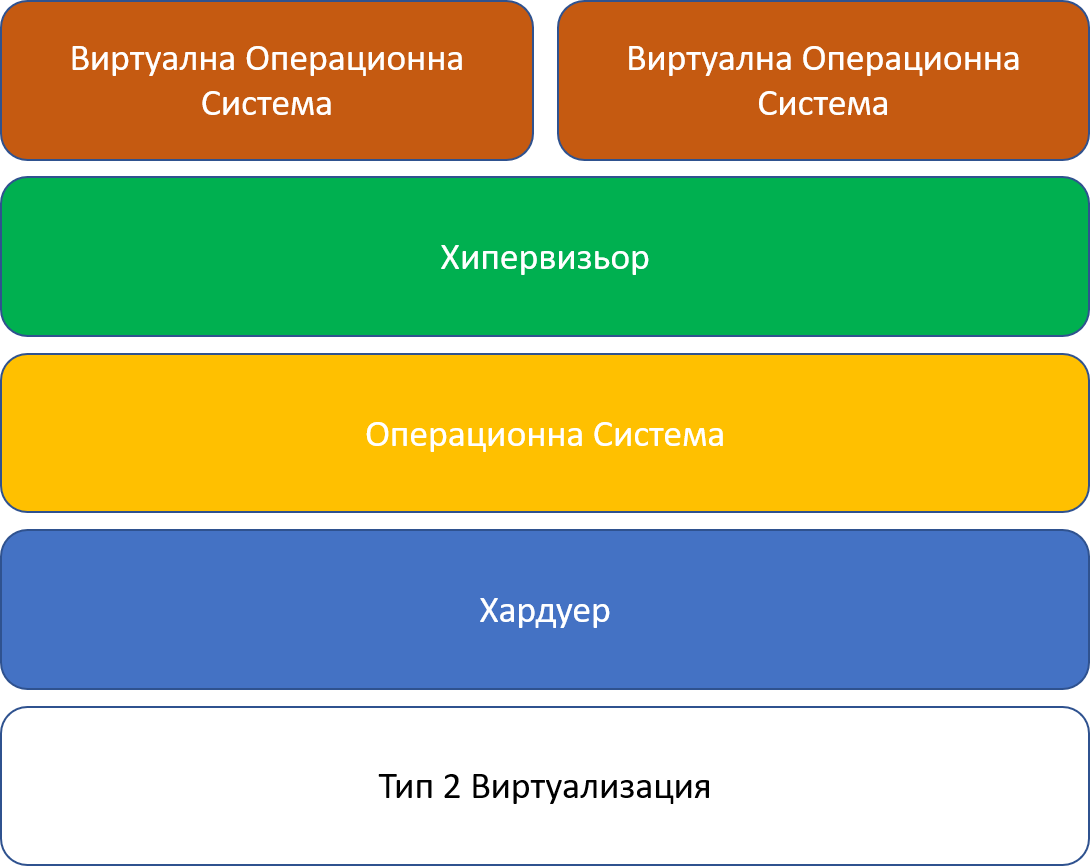 Виртуална Операционна
Система
Виртуална Операционна
Система
Хипервизьор
Операционна Система
Хардуер
Тип 2 Виртуализация